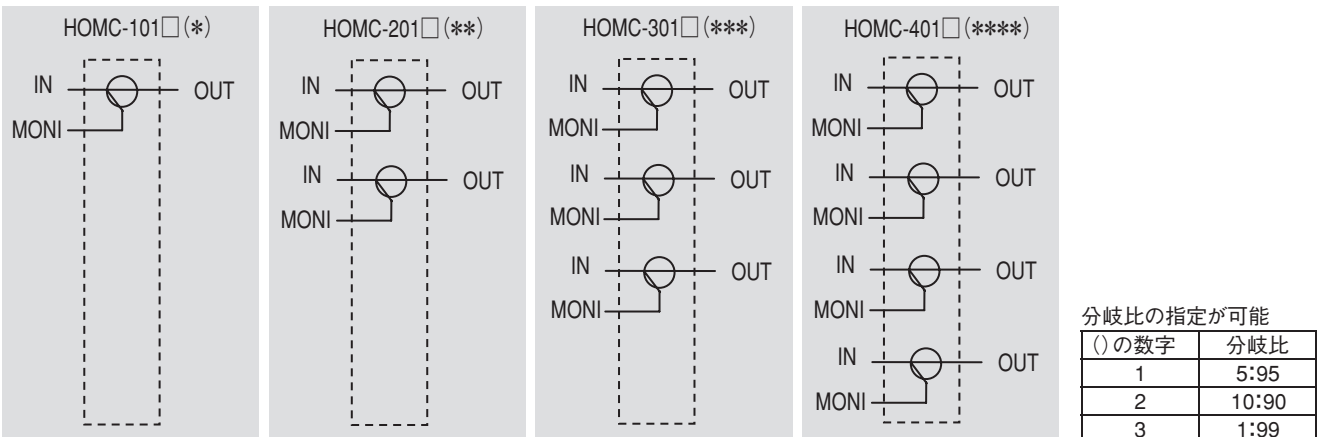 HOMC-101□(*)
IN
OUT
MONI
HOMC-201□(**)
IN
OUT
MONI
IN
OUT
MONI
HOMC-301□(***)
IN
OUT
MONI
IN
OUT
MONI
IN
OUT
MONI
HOMC-401□(****)
IN
OUT
MONI
IN
OUT
MONI
IN
OUT
MONI
IN
OUT
MONI
分岐比の指定が可能
()の数字 分岐比
1 5:95
2 10:90
3 1:99